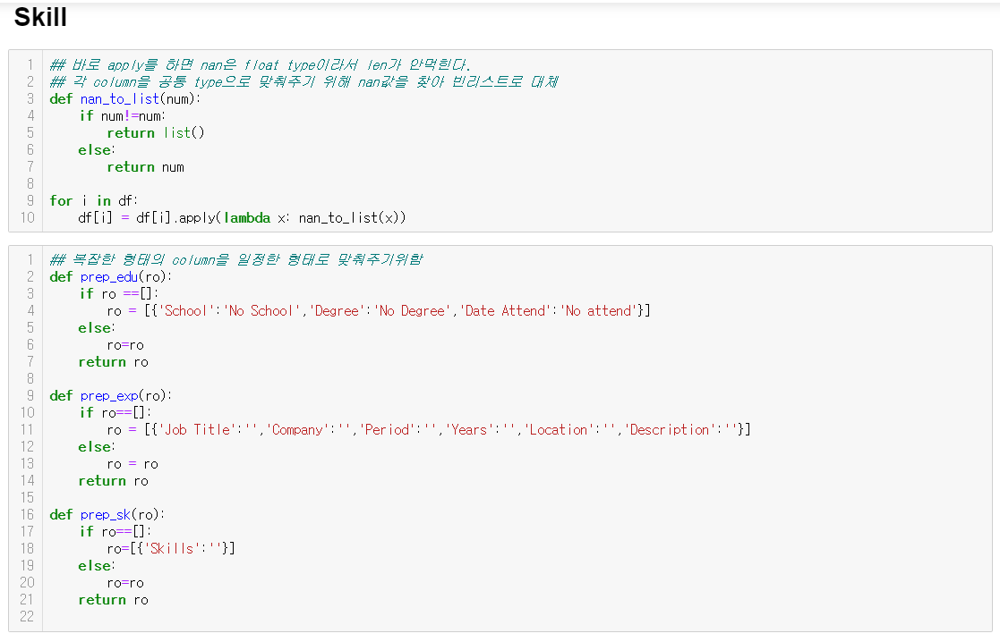 Skill
1 ## 바로 apply를 하면 nan은 float type이라서 len가 안먹힌다.
2 ## 각 column을 공통 type으로 맞춰주기 위해 nan값을 찾아 빈리스트로 대체
3 def nan_to_list(num):
4     if num!=num:
5         return list()
6     else:
7         return num
8
9 for i in df:
10     df[i] = df[i].apply(lambda x: nan_to_list(x))
1 ## 복잡한 형태의 column을 일정한 형태로 맞춰주기위함
2 def prep_edu(ro):
3     if ro ==[]:
4         ro = [{'School':'No School','Degree':'No Degree','Date Attend':'No attend'}]
5     else:
6         ro=ro
7     return ro
8
9 def prep_exp(ro):
10     if ro==[]:
11         ro = [{'Job Title':'','Company':'','Period':'','Years':'','Location':'','Description':''}]
12     else:
13         ro = ro
14     return ro
15
16 def prep_sk(ro):
17     if ro==[]:
18         ro=[{'Skills':''}]
19     else:
20         ro=ro
21     return ro
22